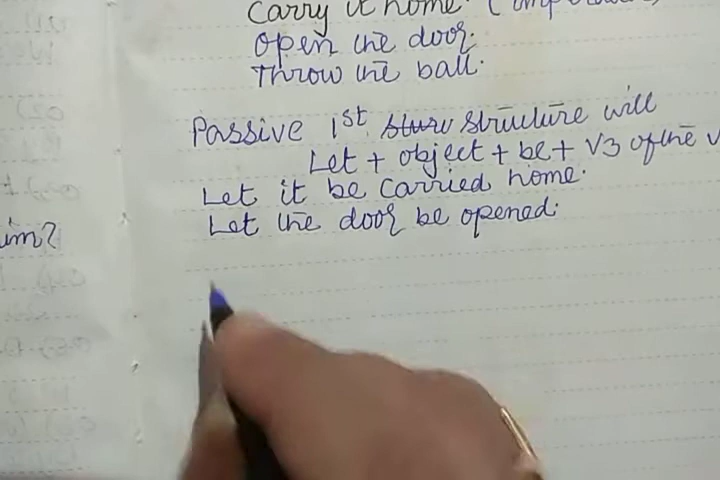 Carry it home.
Open the door.
Throw the ball.
Passive 1st structure will
Let + object + be + V3 of the V
Let it be carried home.
im?
Let the door be opened.